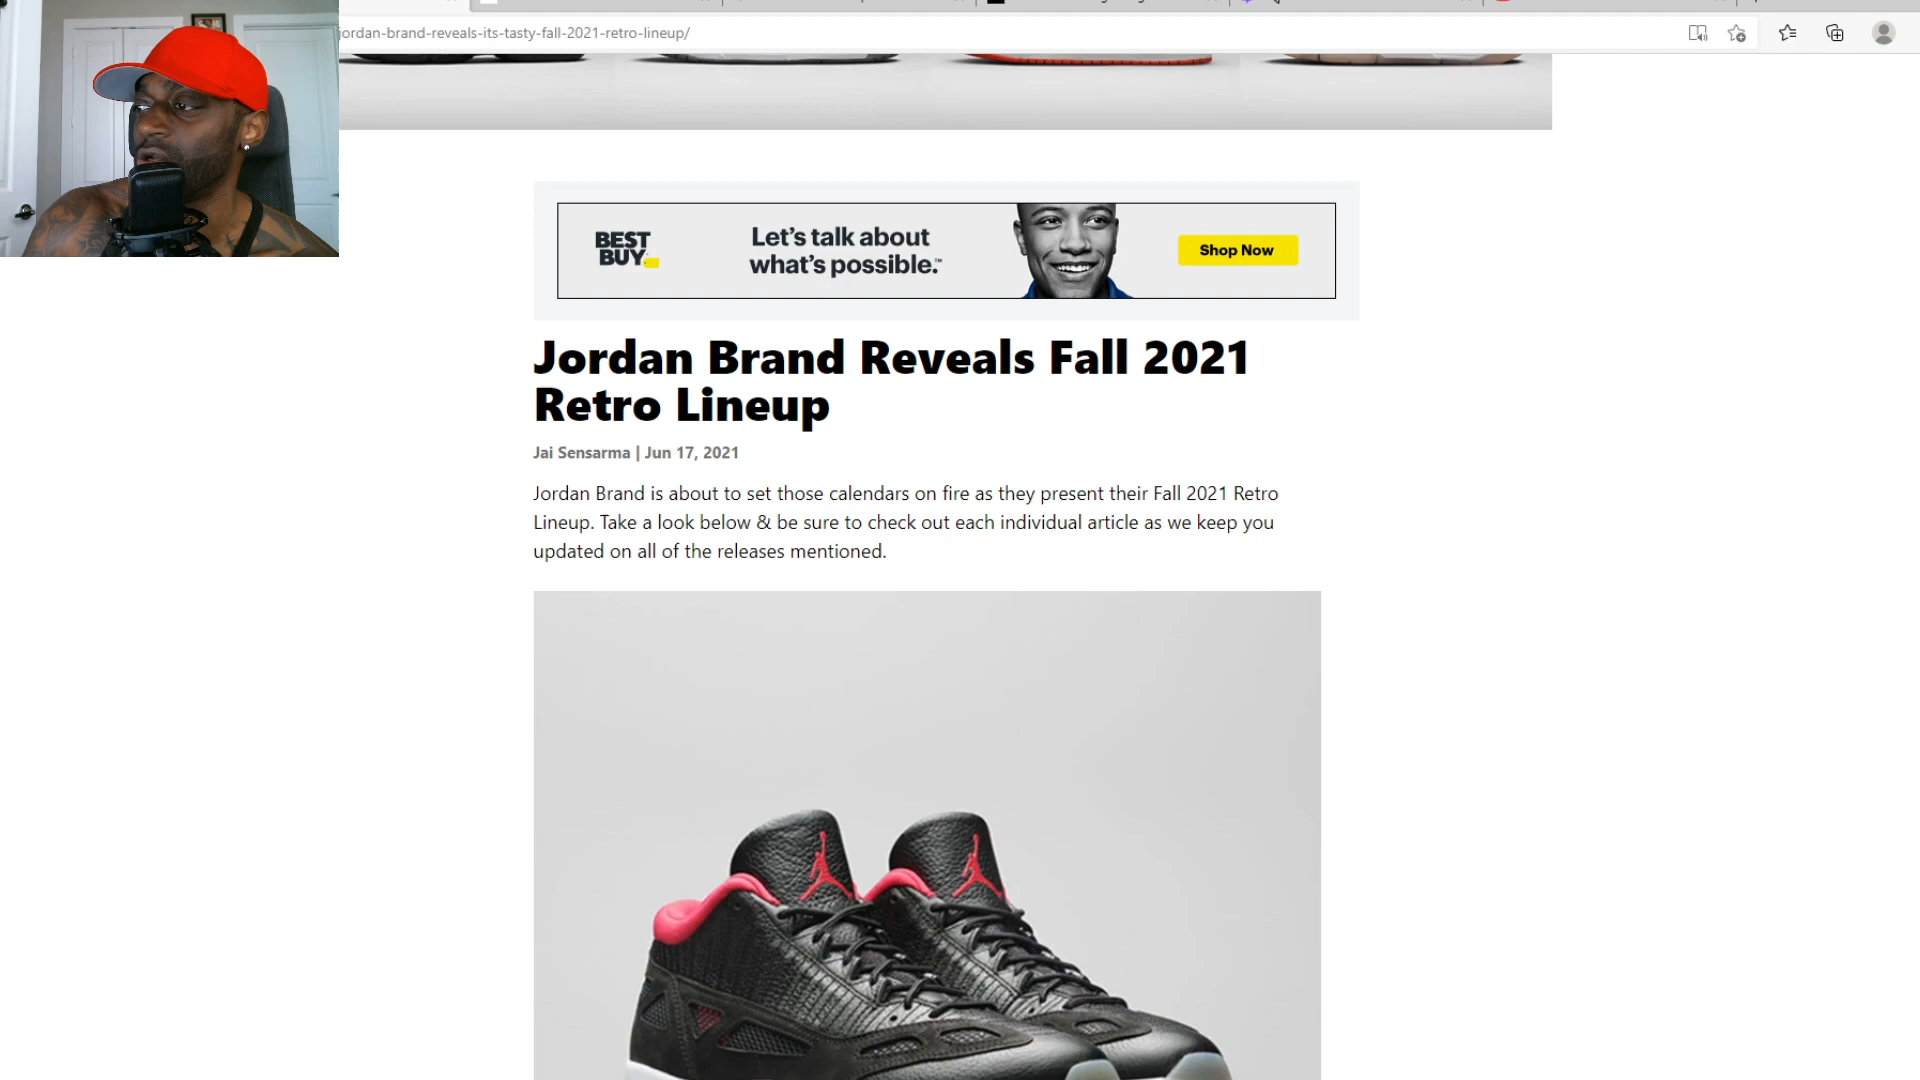 jordan-brand-reveals-its-tasty-fall-2021-retro-lineup/
BEST
BUY
Let's talk about
what's possible.™
Shop Now
Jordan Brand Reveals Fall 2021
Retro Lineup
Jai Sensarma | Jun 17, 2021
Jordan Brand is about to set those calendars on fire as they present their Fall 2021 Retro
Lineup. Take a look below & be sure to check out each individual article as we keep you
updated on all of the releases mentioned.